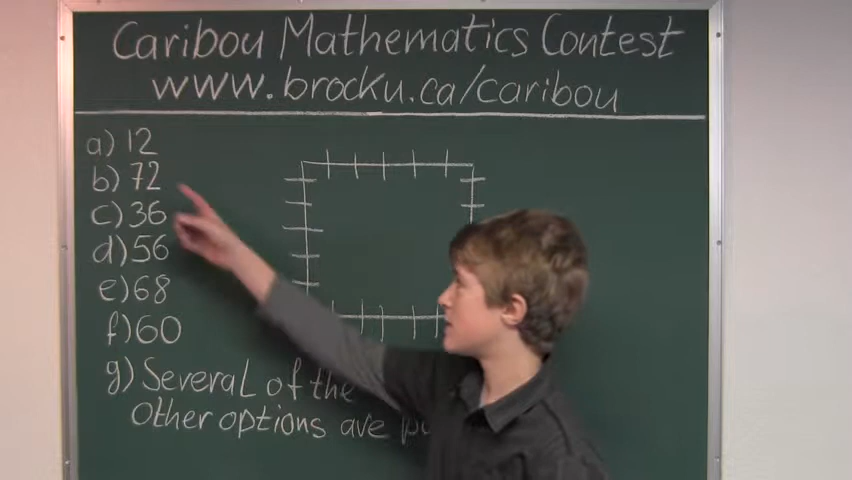 Caribou Mathematics Contest
www.brocku.ca/caribou
a) 12
b) 72
c) 36
d) 56
e) 68
f) 60
g) Several of the
other options are